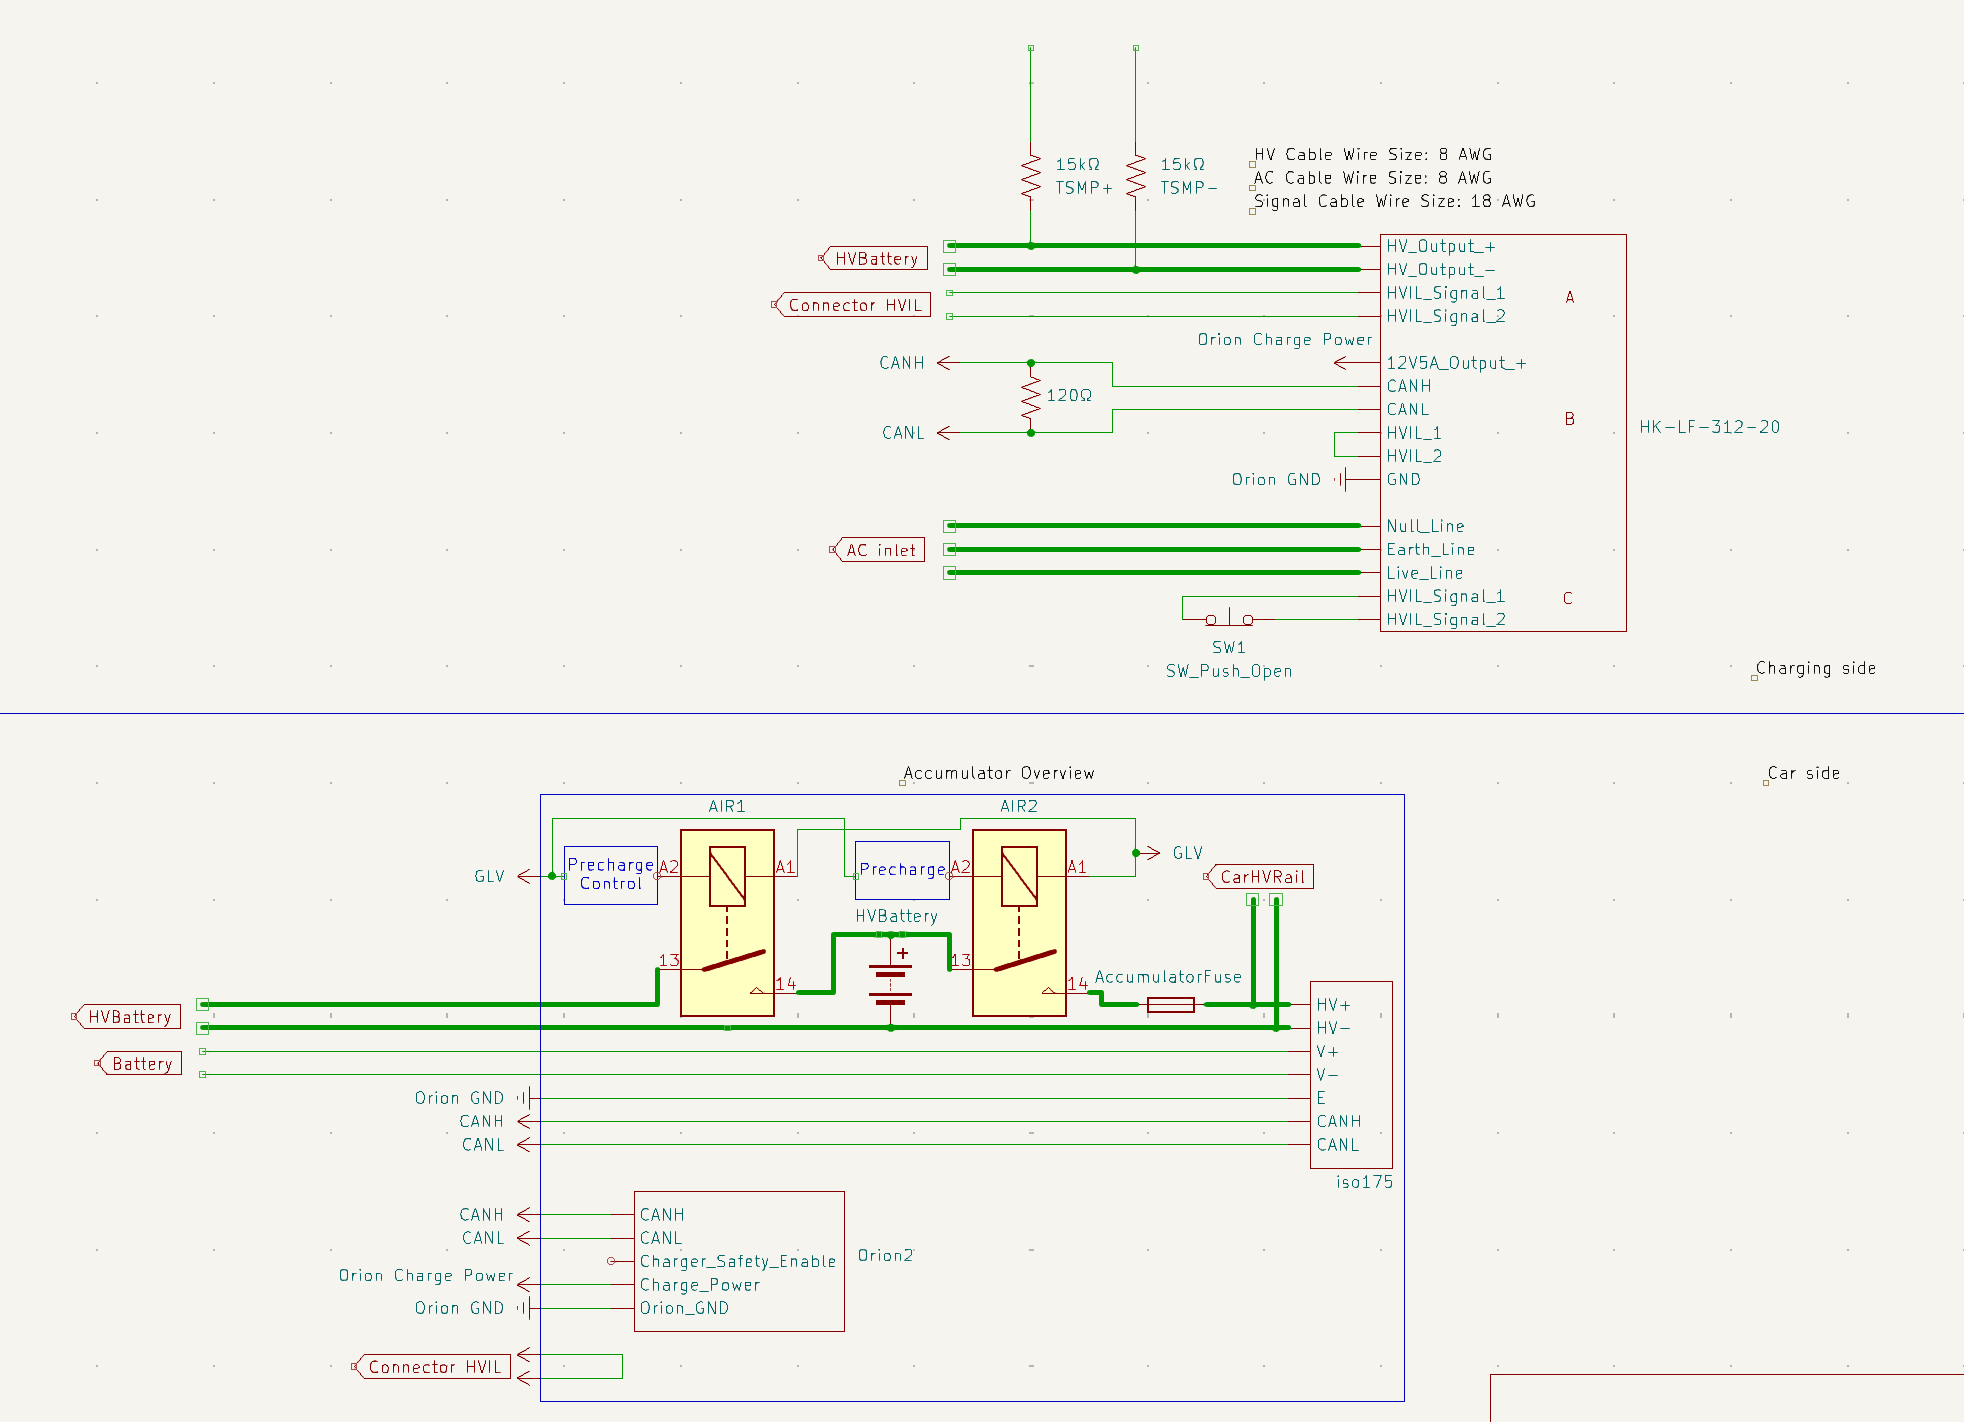 15kΩ
TSMP+
15kΩ
TSMP-
HV Cable Wire Size: 8 AWG
AC Cable Wire Size: 8 AWG
Signal Cable Wire Size: 18 AWG
HVBattery
Connector HVIL
HV_Output_+
HV_Output_-
HVIL_Signal_1
HVIL_Signal_2
A
Orion Charge Power
12V5A_Output_+
CANH
CANH
120Ω
CANL
CANL
B
HK-LF-312-20
HVIL_1
HVIL_2
Orion GND
GND
AC inlet
Null_Line
Earth_Line
Live_Line
HVIL_Signal_1
HVIL_Signal_2
C
SW1
SW_Push_Open
Charging side
Accumulator Overview
Car side
AIR1
AIR2
GLV
Precharge
Control
A2
A1
Precharge
A2
A1
GLV
CarHVRail
HVBattery
+
13
14
13
14
AccumulatorFuse
HVBattery
HV+
HV-
Battery
V+
V-
Orion GND
E
CANH
CANH
CANL
CANL
iso175
CANH
CANH
CANL
CANL
Charger_Safety_Enable
Orion2
Orion Charge Power
Charge_Power
Orion GND
Orion_GND
Connector HVIL